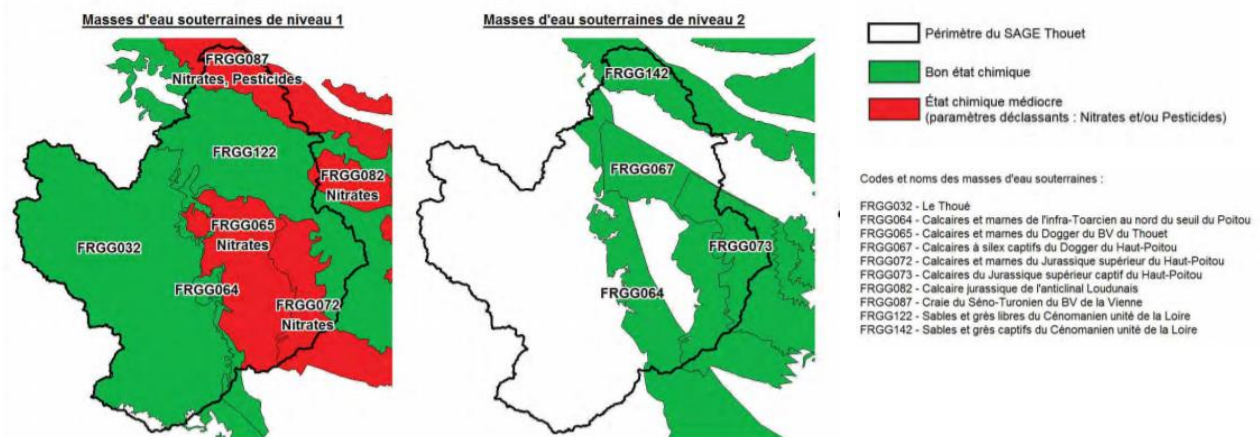 Masses d'eau souterraines de niveau 1
FRGG087
Nitrates, Pesticides
FRGG122
FRGG082
Nitrates
FRGG065
Nitrates
FRGG032
FRGG064
FRGG072
Nitrates
Masses d'eau souterraines de niveau 2
FRGG142
FRGG067
FRGG073
FRGG064
Périmètre du SAGE Thouet
Bon état chimique
État chimique médiocre
(paramètres déclassants : Nitrates et/ou Pesticides)
Codes et noms des masses d'eau souterraines :
FRGG032 - Le Thoué
FRGG064 - Calcaires et marnes de l'infra-Toarcien au nord du seuil du Poitou
FRGG065 - Calcaires et marnes du Dogger du BV du Thouet
FRGG067 - Calcaires à silex captifs du Dogger du Haut-Poitou
FRGG072 - Calcaires et marnes du Jurassique supérieur du Haut-Poitou
FRGG073 - Calcaires du Jurassique supérieur captif du Haut-Poitou
FRGG082 - Calcaire jurassique de l'anticlinal Loudunais
FRGG087 - Craie du Séno-Turonien du BV de la Vienne
FRGG122 - Sables et grès libres du Cénomanien unité de la Loire
FRGG142 - Sables et grès captifs du Cénomanien unité de la Loire